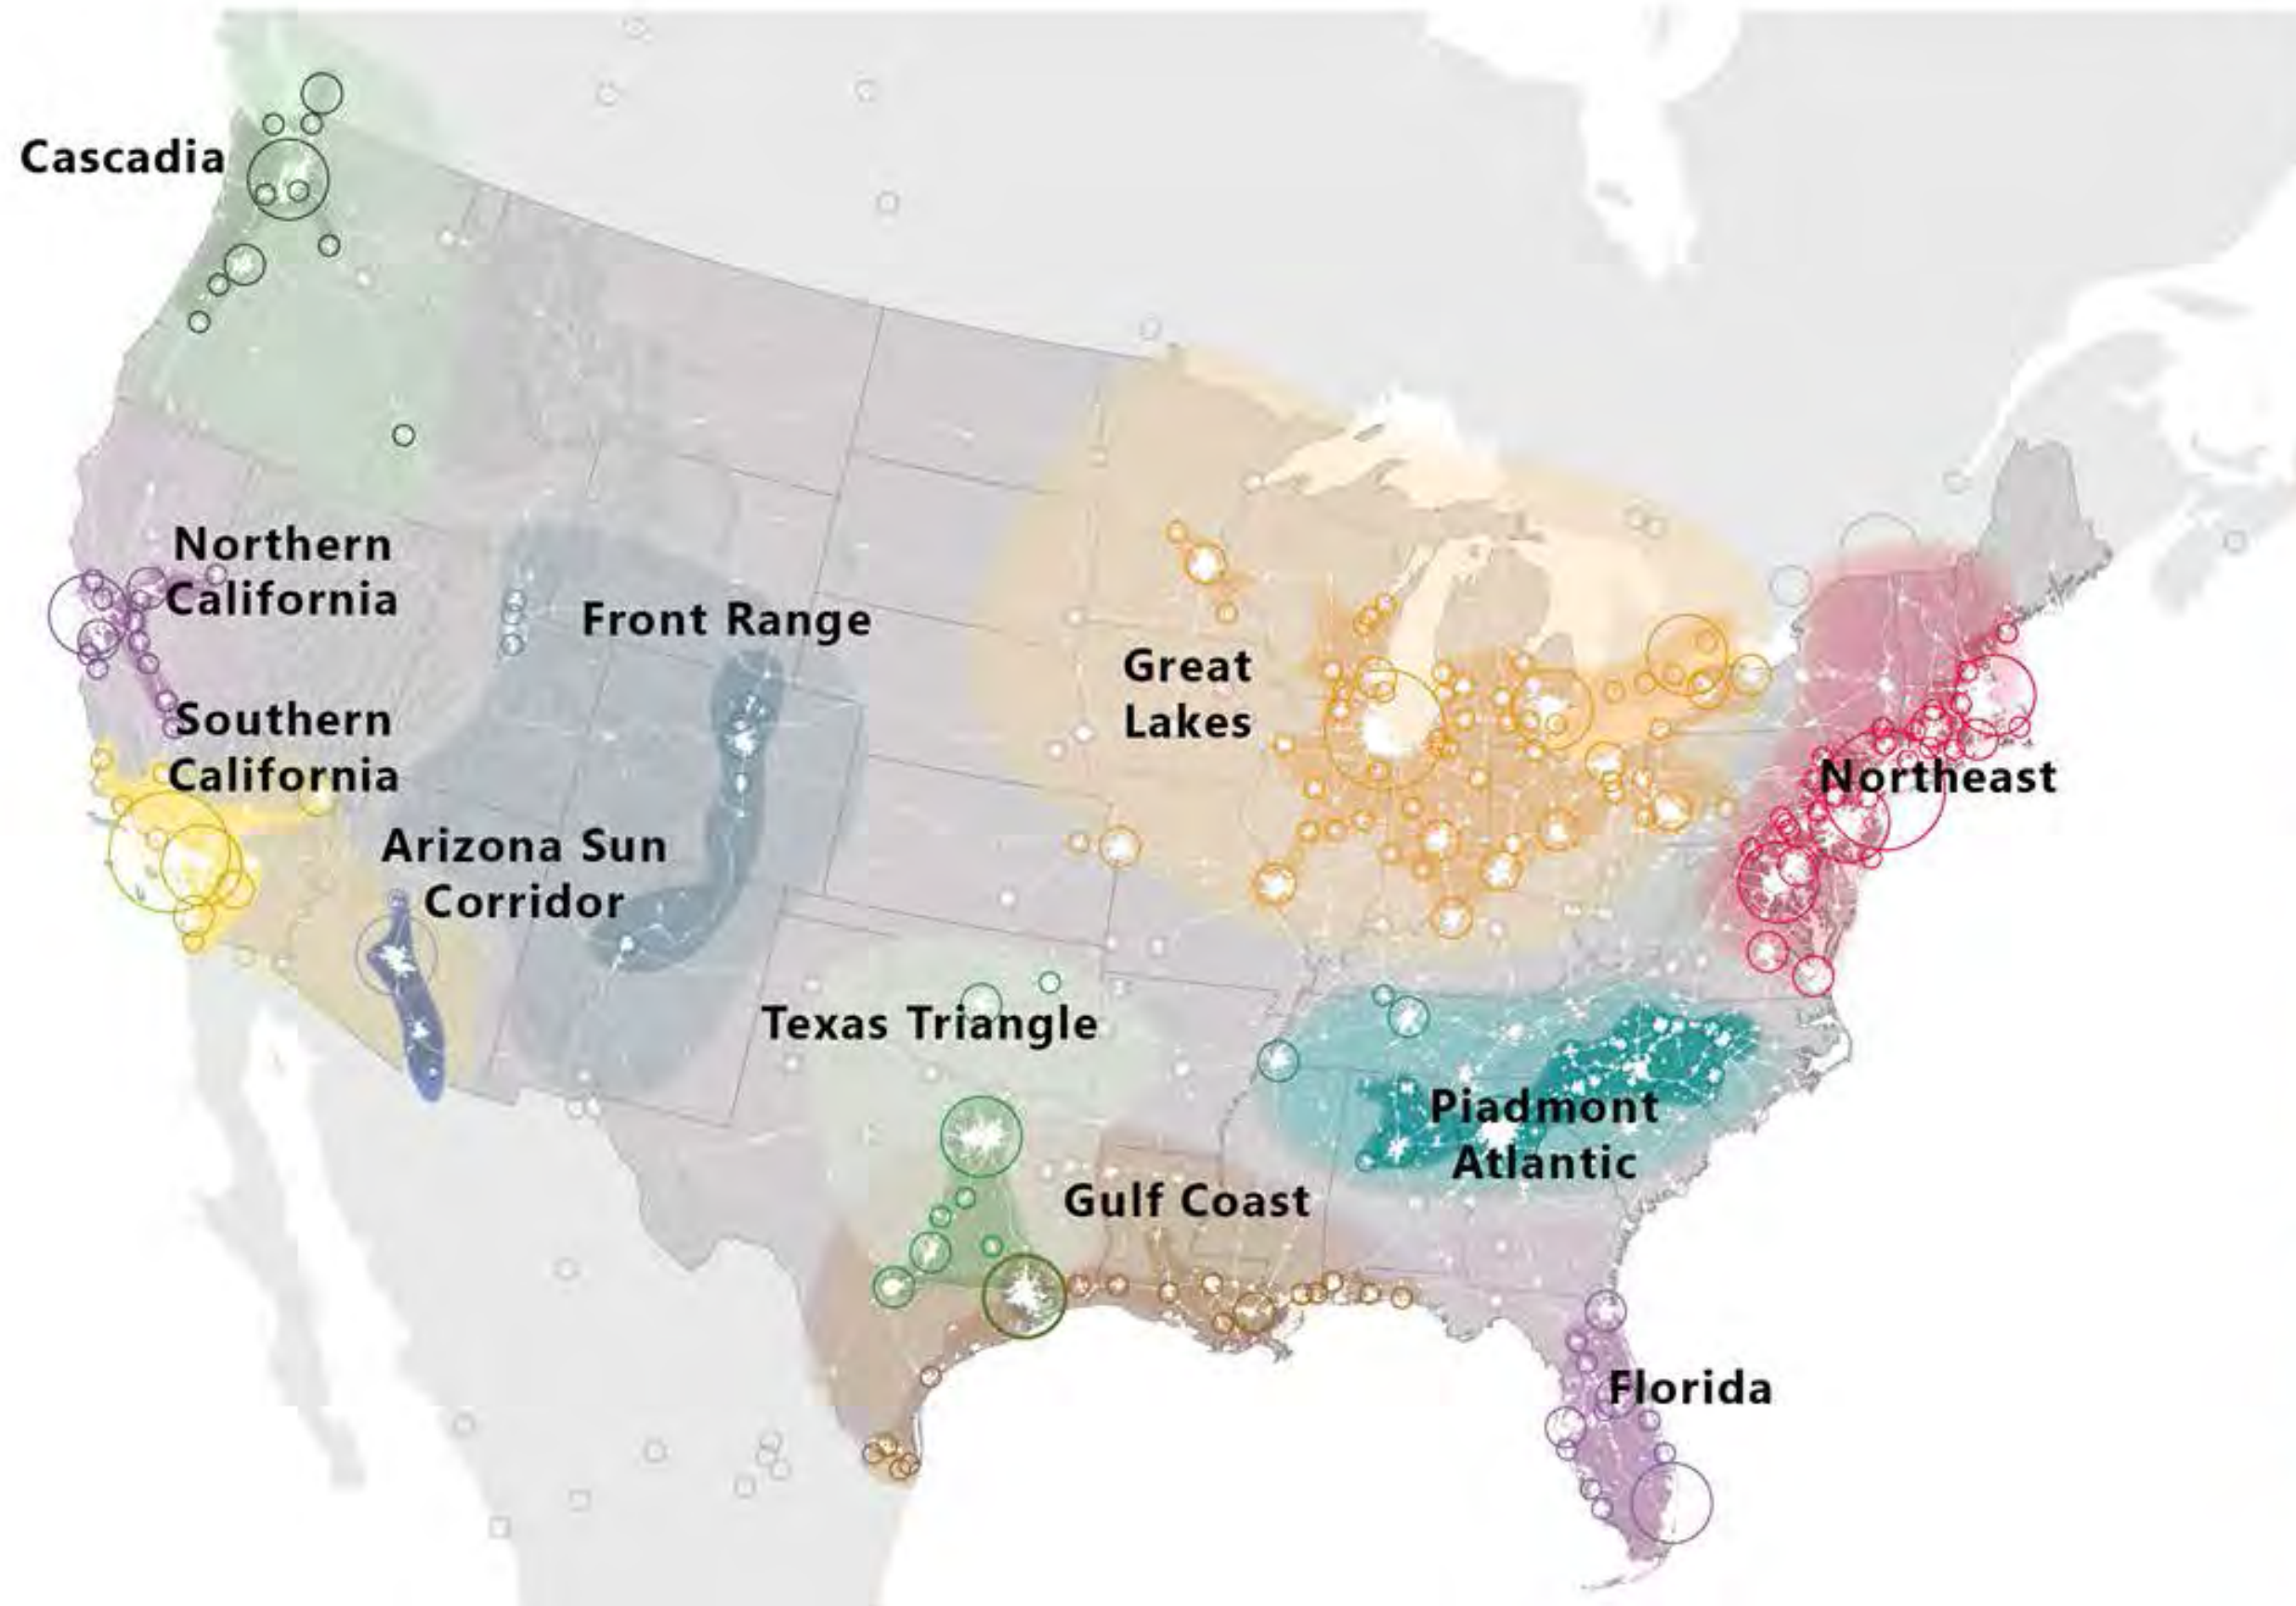 Cascadia
Northern
California
Front Range
Great
Lakes
Southern
California
Northeast
Arizona Sun
Corridor
Texas Triangle
Piadmont
Atlantic
Gulf Coast
Florida